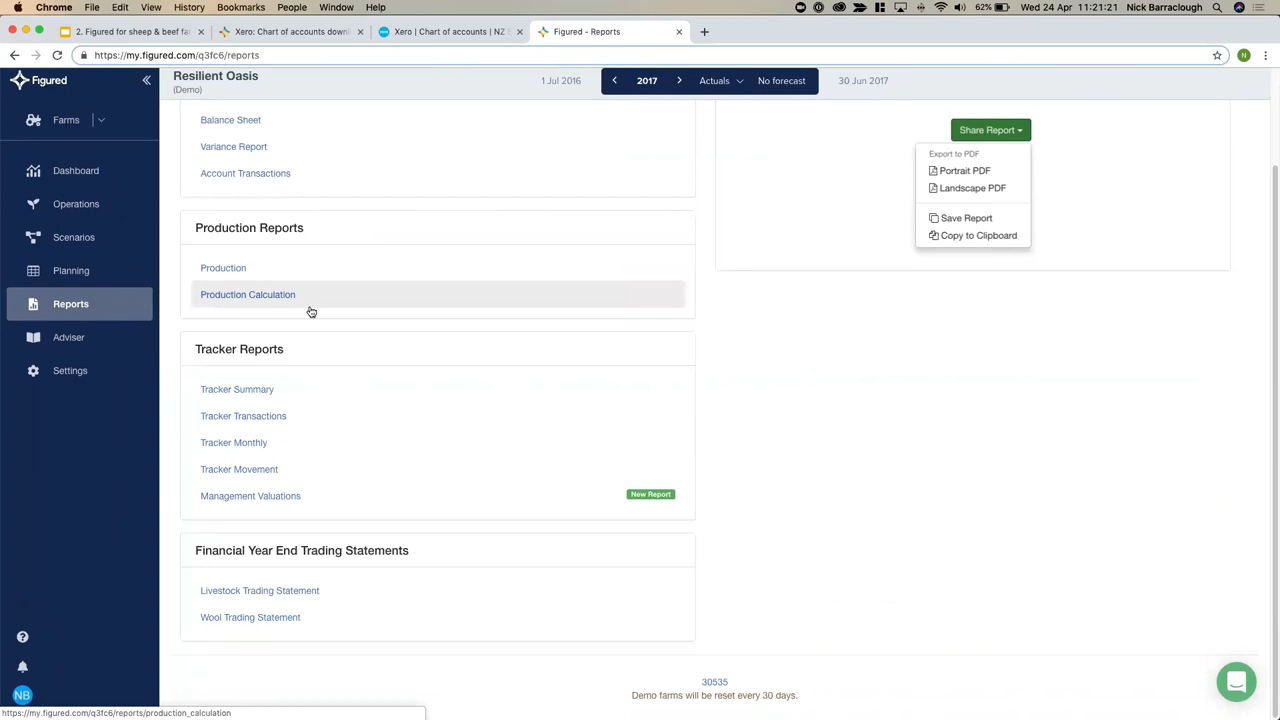 Chrome File Edit View History Bookmarks People Window Help
Wed 24 Apr 11:21:21 Nick Barraclough
2. Figured for sheep & beef fa
Xero: Chart of accounts downl
Xero | Chart of accounts | NZ S
Figured - Reports
https://my.figured.com/q3fc6/reports
N
Figured
Farms
Dashboard
Operations
Scenarios
Planning
Reports
Adviser
Settings
NB
Resilient Oasis
(Demo)
1 Jul 2016
2017
Actuals
No forecast
30 Jun 2017
Balance Sheet
Variance Report
Account Transactions
Production Reports
Production
Production Calculation
Tracker Reports
Tracker Summary
Tracker Transactions
Tracker Monthly
Tracker Movement
Management Valuations
New Report
Financial Year End Trading Statements
Livestock Trading Statement
Wool Trading Statement
Share Report
Export to PDF
Portrait PDF
Landscape PDF
Save Report
Copy to Clipboard
30535
Demo farms will be reset every 30 days.
https://my.figured.com/q3fc6/reports/production_calculation